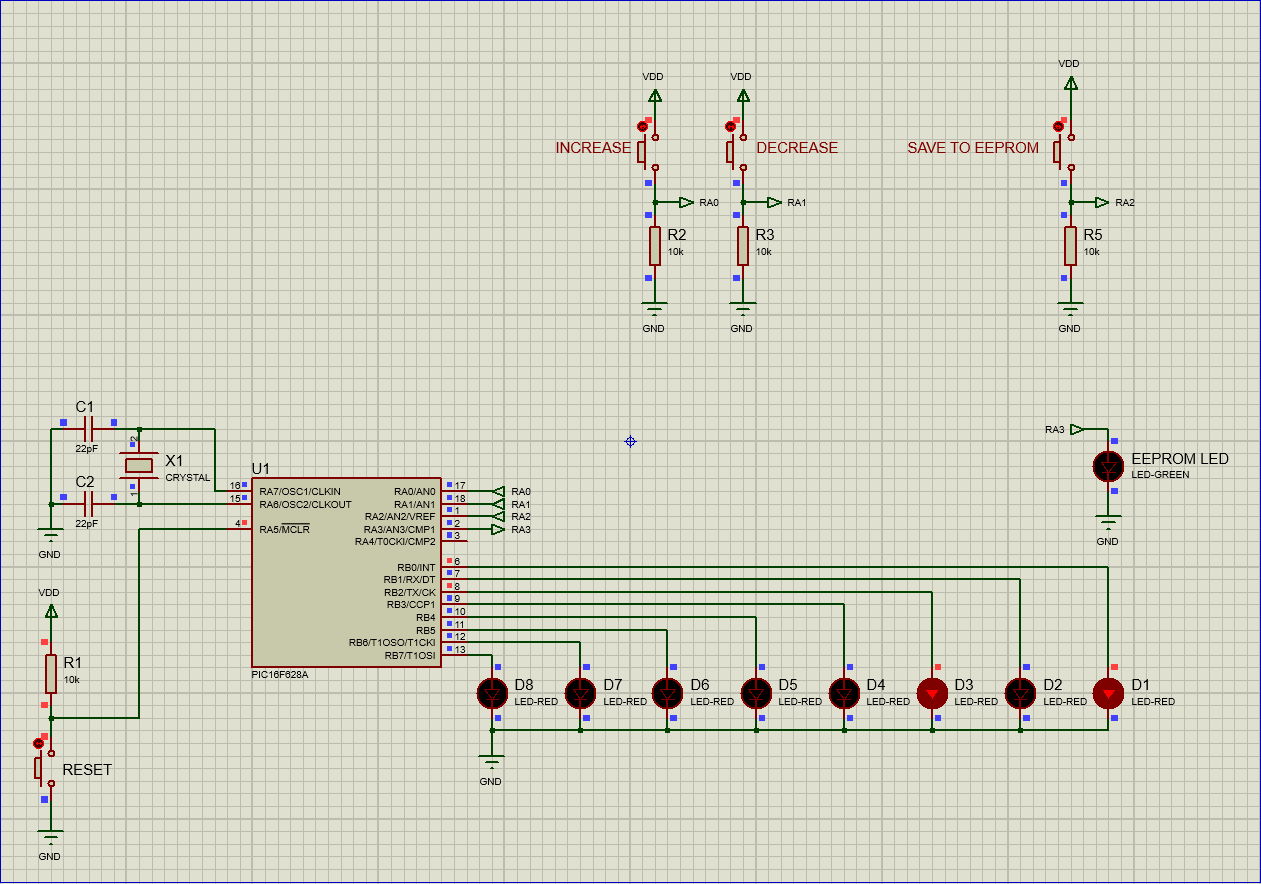 VDD
VDD
VDD
INCREASE
DECREASE
SAVE TO EEPROM
RA0
RA1
RA2
R2
10k
R3
10k
R5
10k
GND
GND
GND
C1
22pF
2
X1
CRYSTAL
1
C2
22pF
GND
RA3
EEPROM LED
LED-GREEN
GND
U1
16
RA7/OSC1/CLKIN
15
RA6/OSC2/CLKOUT
4
RA5/MCLR
RA0/AN0
17
RA0
RA1/AN1
18
RA1
RA2/AN2/VREF
1
RA2
RA3/AN3/CMP1
2
RA3
RA4/T0CKI/CMP2
3
RB0/INT
6
RB1/RX/DT
7
RB2/TX/CK
8
RB3/CCP1
9
RB4
10
RB5
11
RB6/T1OSO/T1CKI
12
RB7/T1OSI
13
PIC16F628A
VDD
R1
10k
RESET
GND
D8
LED-RED
D7
LED-RED
D6
LED-RED
D5
LED-RED
D4
LED-RED
D3
LED-RED
D2
LED-RED
D1
LED-RED
GND